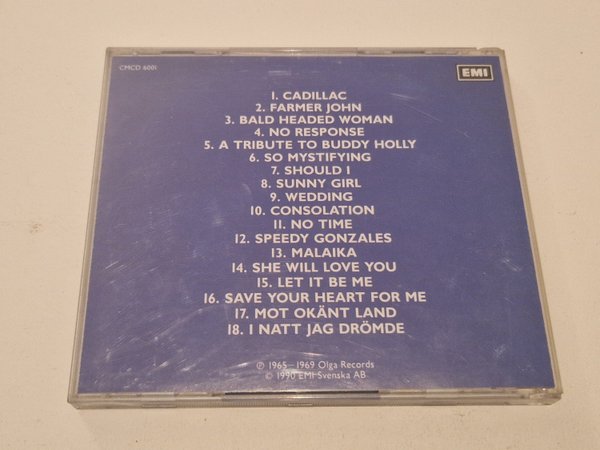 CMCD 6001
EMI
1. CADILLAC
2. FARMER JOHN
3. BALD HEADED WOMAN
4. NO RESPONSE
5. A TRIBUTE TO BUDDY HOLLY
6. SO MYSTIFYING
7. SHOULD I
8. SUNNY GIRL
9. WEDDING
10. CONSOLATION
11. NO TIME
12. SPEEDY GONZALES
13. MALAIKA
14. SHE WILL LOVE YOU
15. LET IT BE ME
16. SAVE YOUR HEART FOR ME
17. MOT OKÄNT LAND
18. I NATT JAG DRÖMDE
℗ 1965–1969 Olga Records
© 1990 EMI Svenska AB